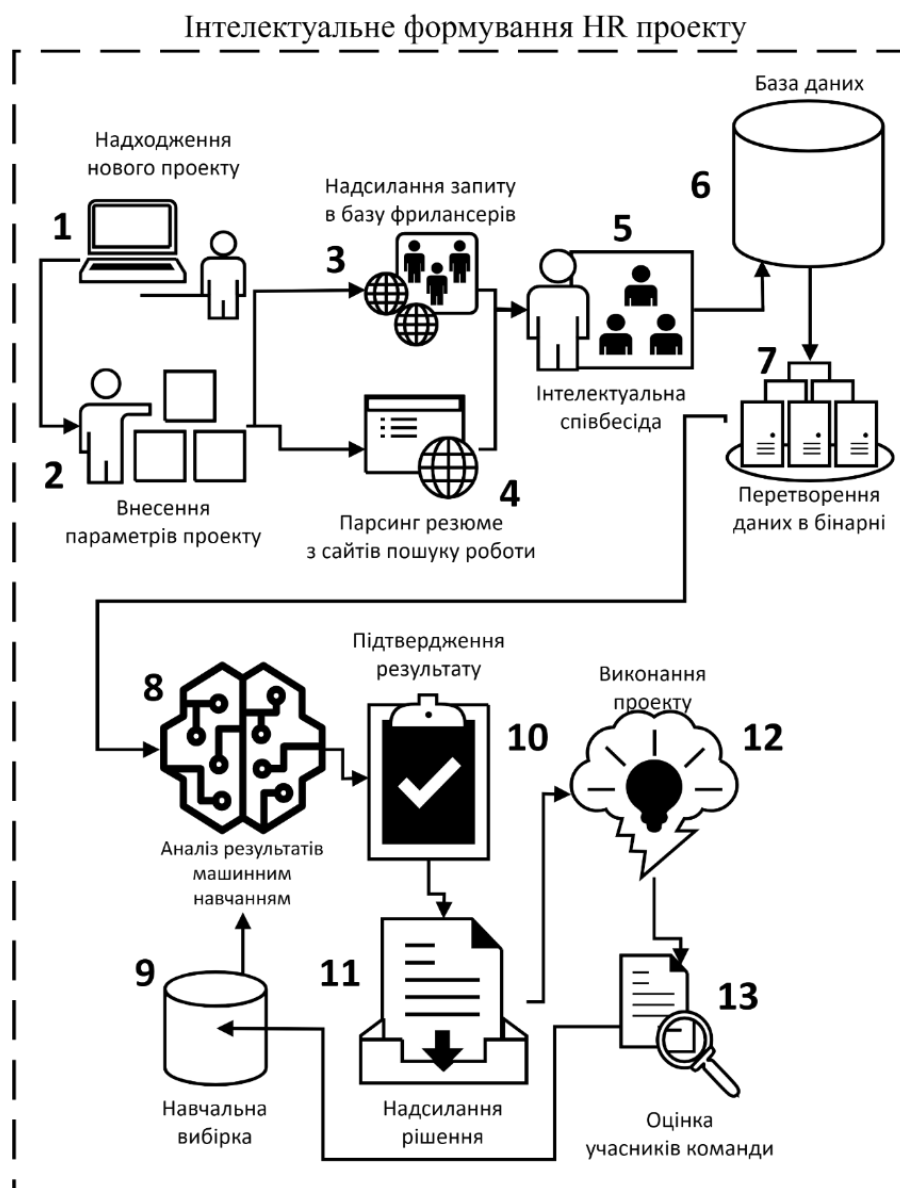 Інтелектуальне формування HR проекту
База даних
Надходження
нового проекту
1
Надсилання запиту
в базу фрилансерів
3
5
6
2
Внесення
параметрів проекту
4
Парсинг резюме
з сайтів пошуку роботи
Інтелектуальна
співбесіда
7
Перетворення
даних в бінарні
8
Аналіз результатів
машинним
навчанням
Підтвердження
результату
10
Виконання
проекту
12
9
Навчальна
вибірка
11
Надсилання
рішення
13
Оцінка
учасників команди